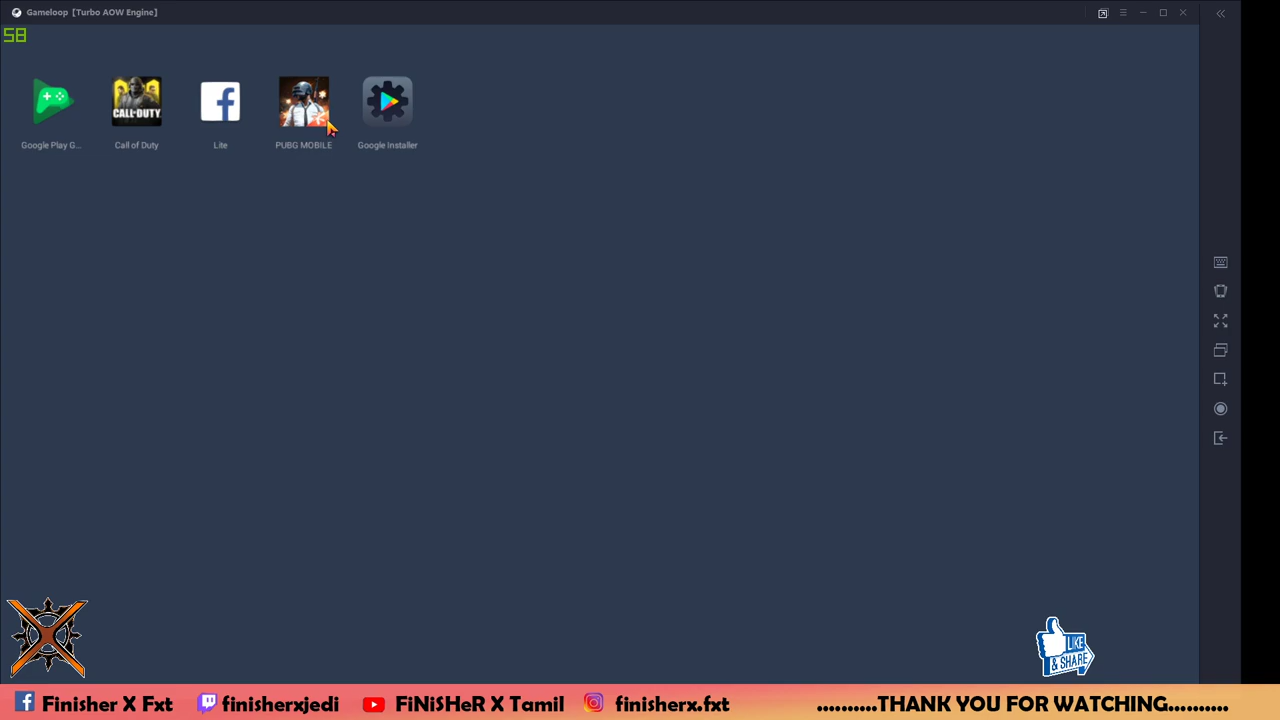 Gameloop [Turbo AOW Engine]
58
CALL·DUTY
Google Play G...
Call of Duty
Lite
PUBG MOBILE
Google Installer
LIKE
& SHARE
Finisher X Fxt
finisherxjedi
FiNiSHeR X Tamil
finisherx.fxt
..........THANK YOU FOR WATCHING..........